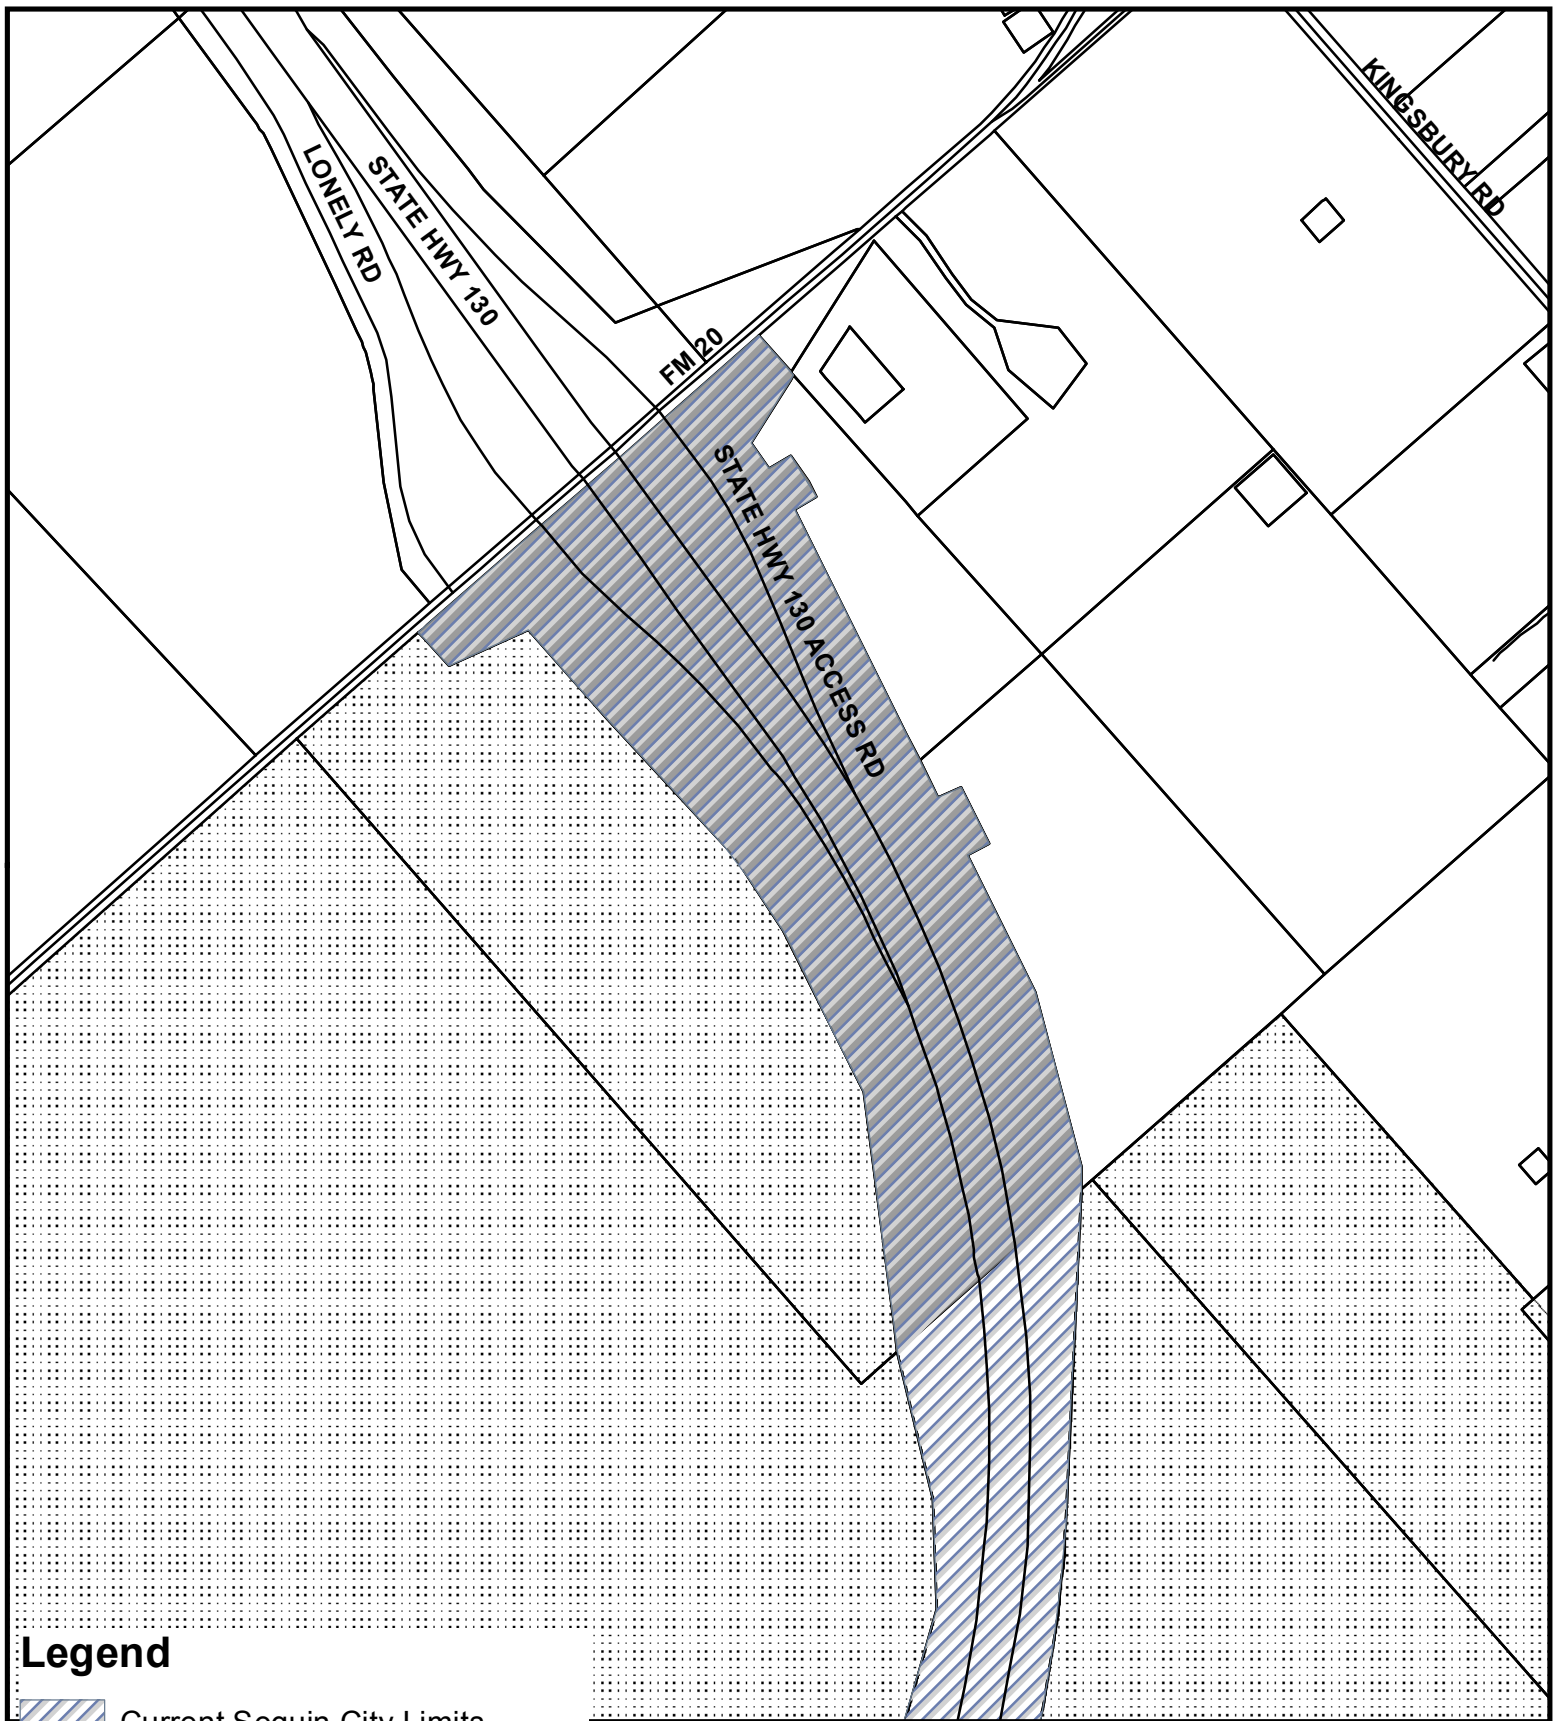 KINGSBURY RD
LONELY RD
STATE HWY 130
FM 20
STATE HWY 130 ACCESS RD
Legend
Current Seguin City Limits